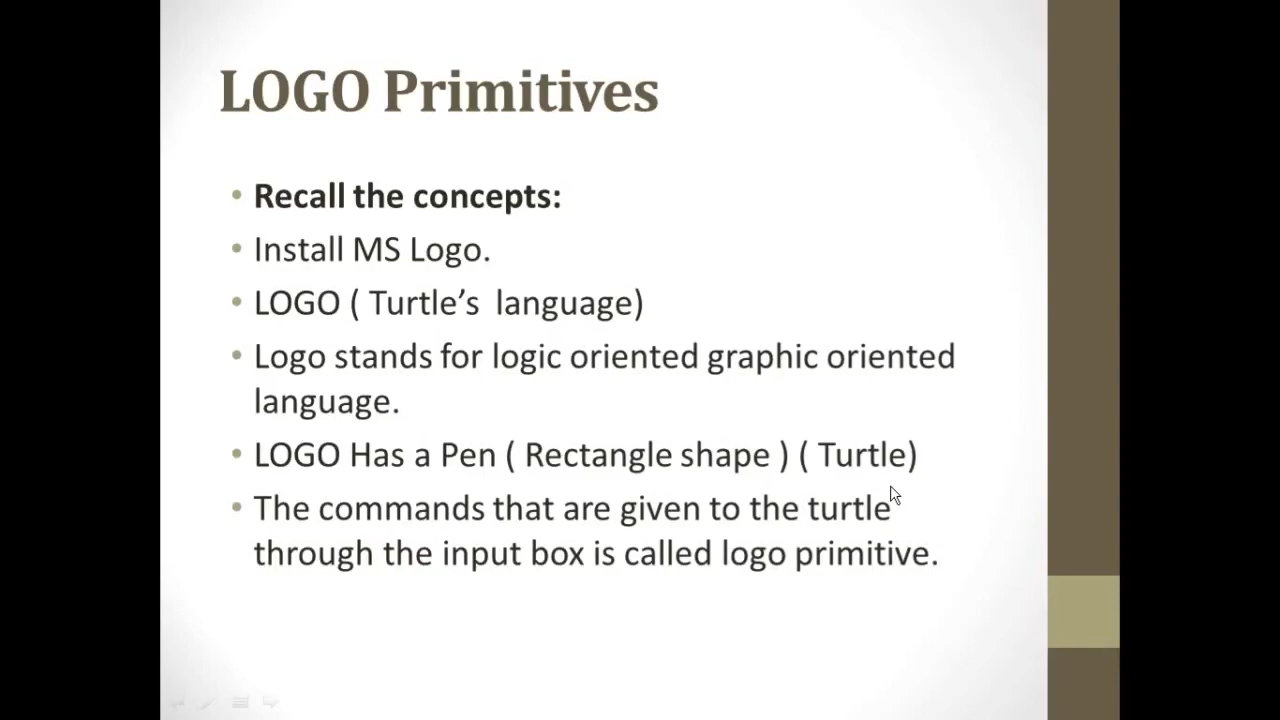 LOGO Primitives
• Recall the concepts:
• Install MS Logo.
• LOGO ( Turtle’s  language)
• Logo stands for logic oriented graphic oriented
language.
• LOGO Has a Pen ( Rectangle shape ) ( Turtle)
• The commands that are given to the turtle
through the input box is called logo primitive.